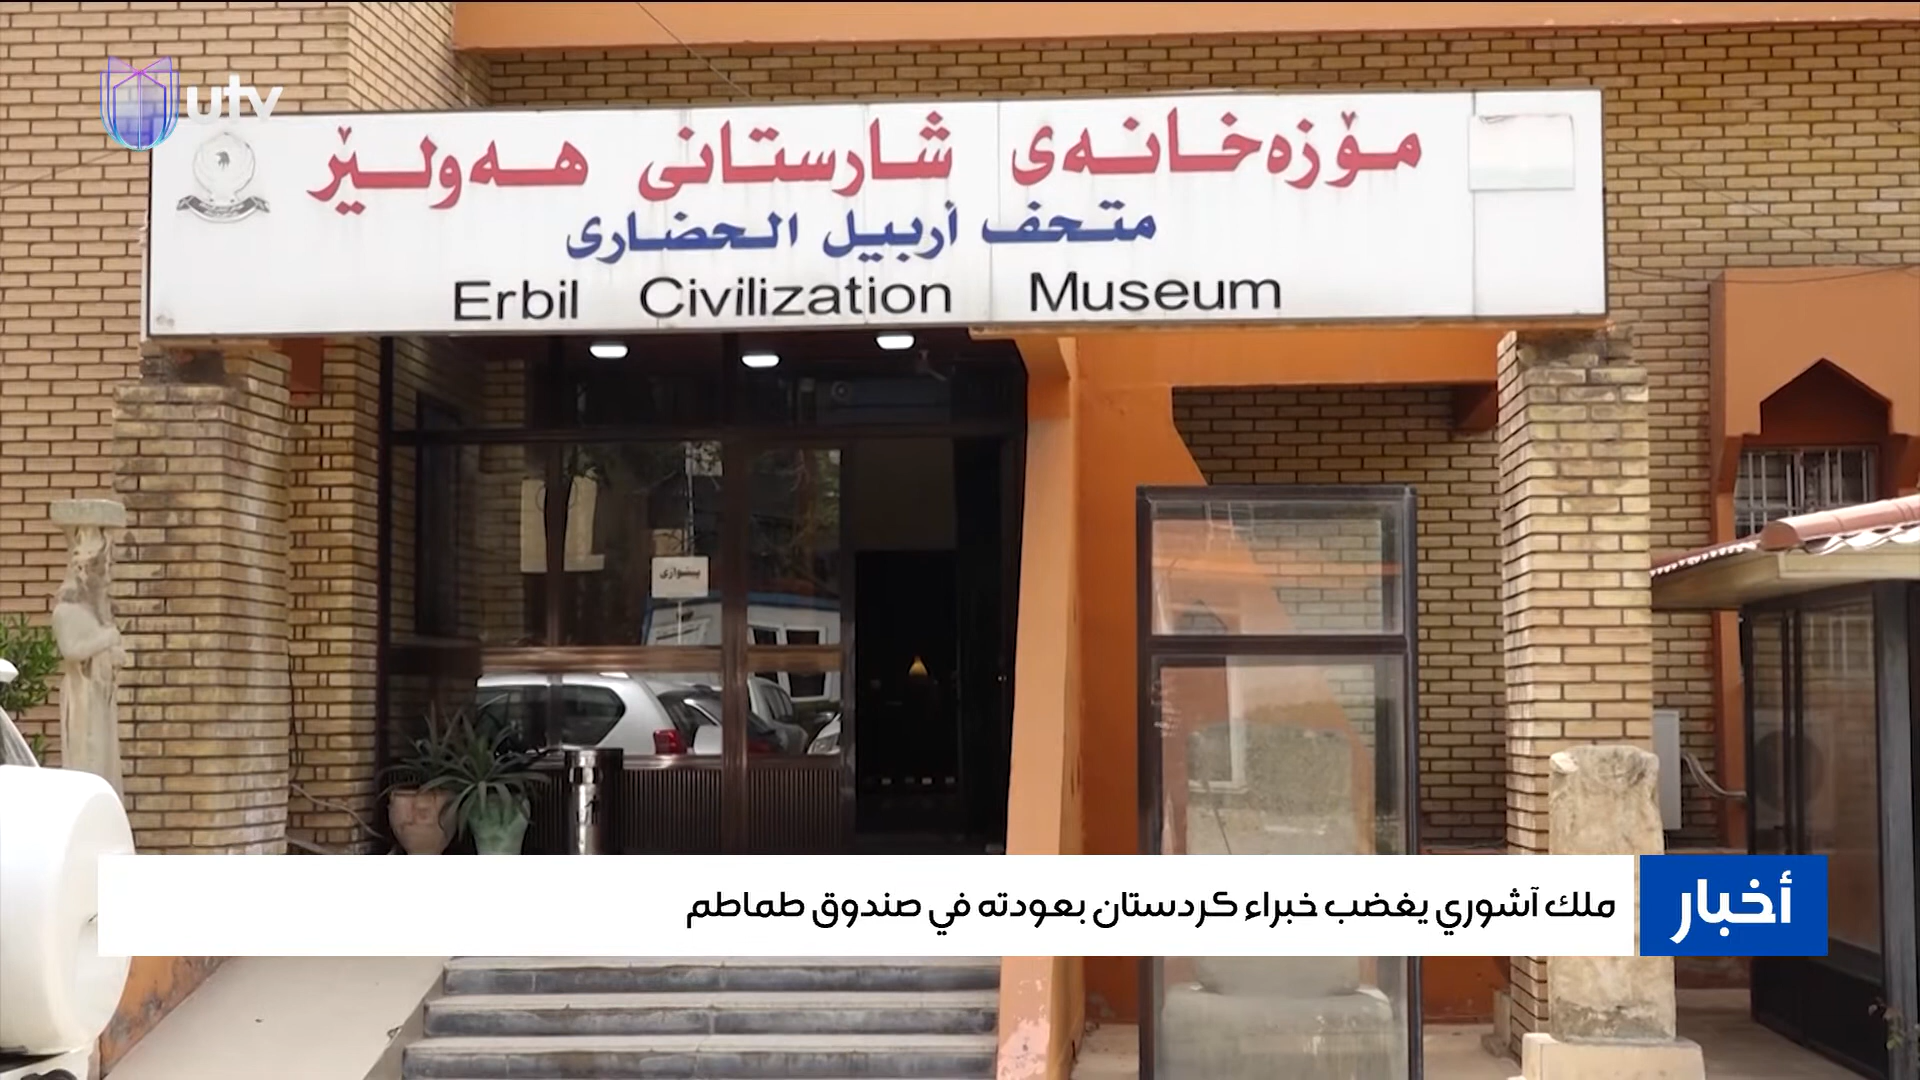 utv
مۆزەخانەی شارستانی هەولێر
متحف أربيل الحضارى
Erbil Civilization Museum
پیشوازی
أخبار
ملك آشوري يغضب خبراء كردستان بعودته في صندوق طماطم